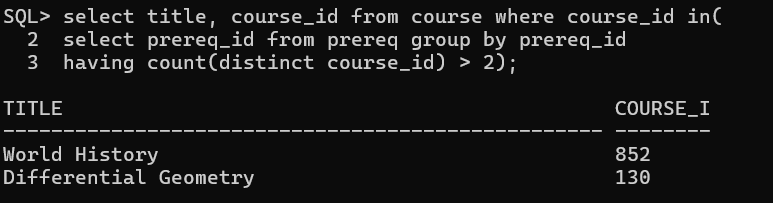 SQL> select title, course_id from course where course_id in(
  2  select prereq_id from prereq group by prereq_id
  3  having count(distinct course_id) > 2);

TITLE                                              COURSE_I
-------------------------------------------------- --------
World History                                      852
Differential Geometry                              130